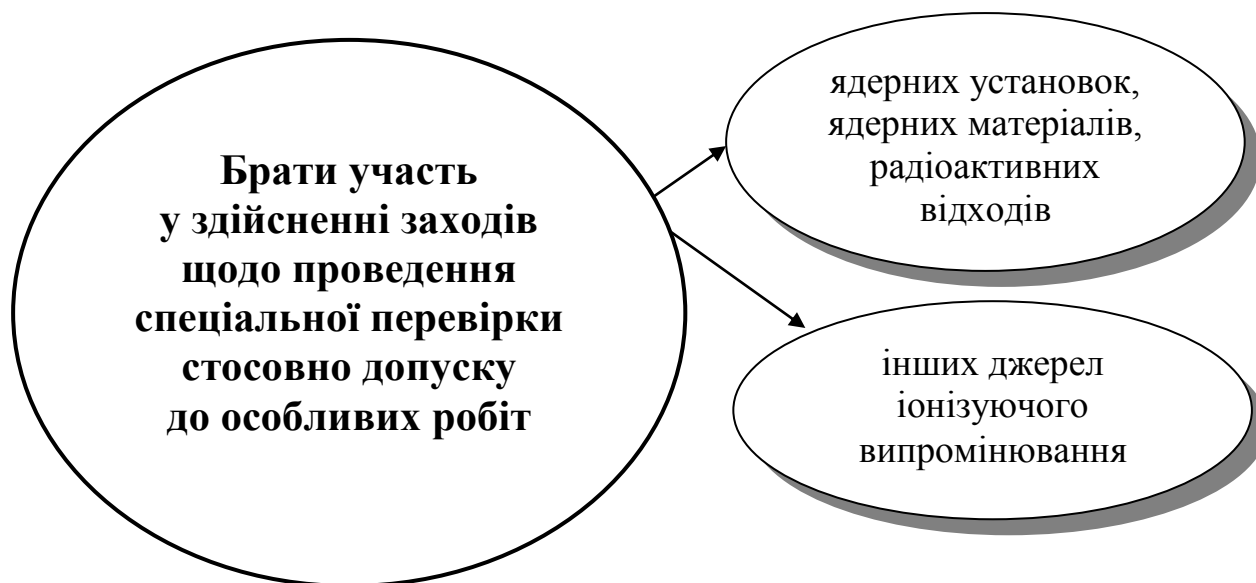 Брати участь
у здійсненні заходів
щодо проведення
спеціальної перевірки
стосовно допуску
до особливих робіт
ядерних установок,
ядерних матеріалів,
радіоактивних
відходів
інших джерел
іонізуючого
випромінювання